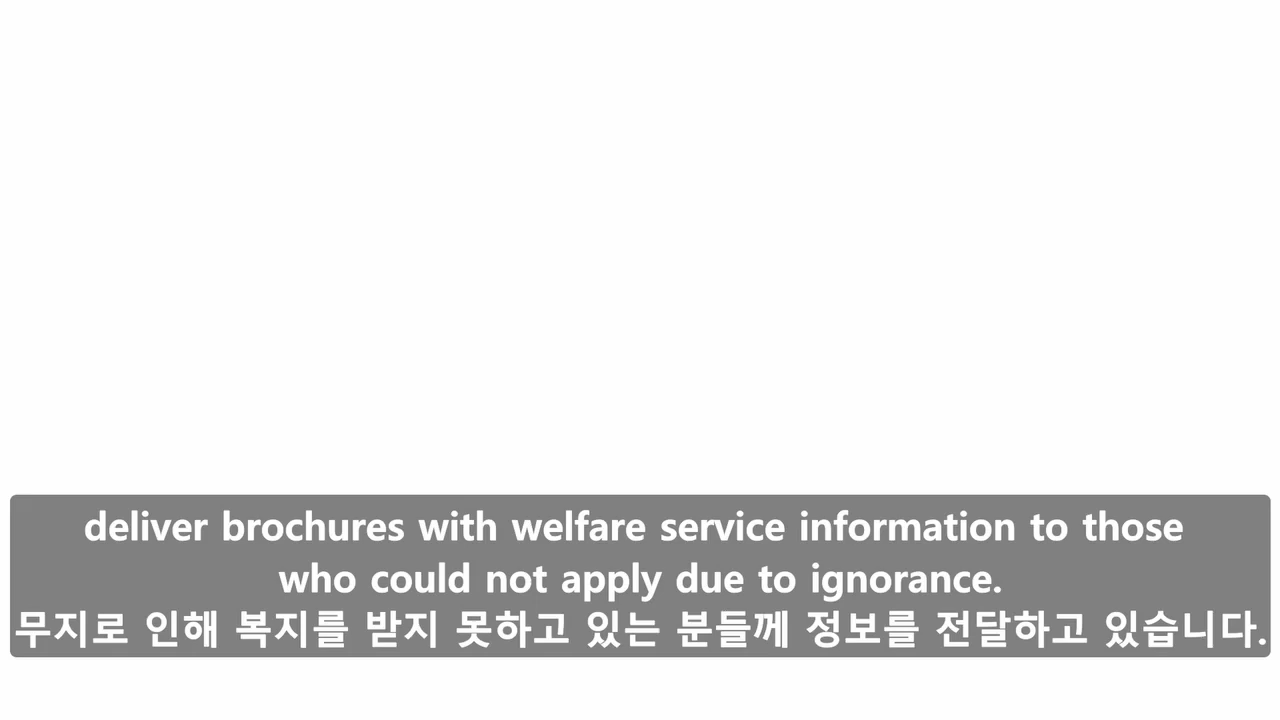 deliver brochures with welfare service information to those
who could not apply due to ignorance.
무지로 인해 복지를 받지 못하고 있는 분들께 정보를 전달하고 있습니다.